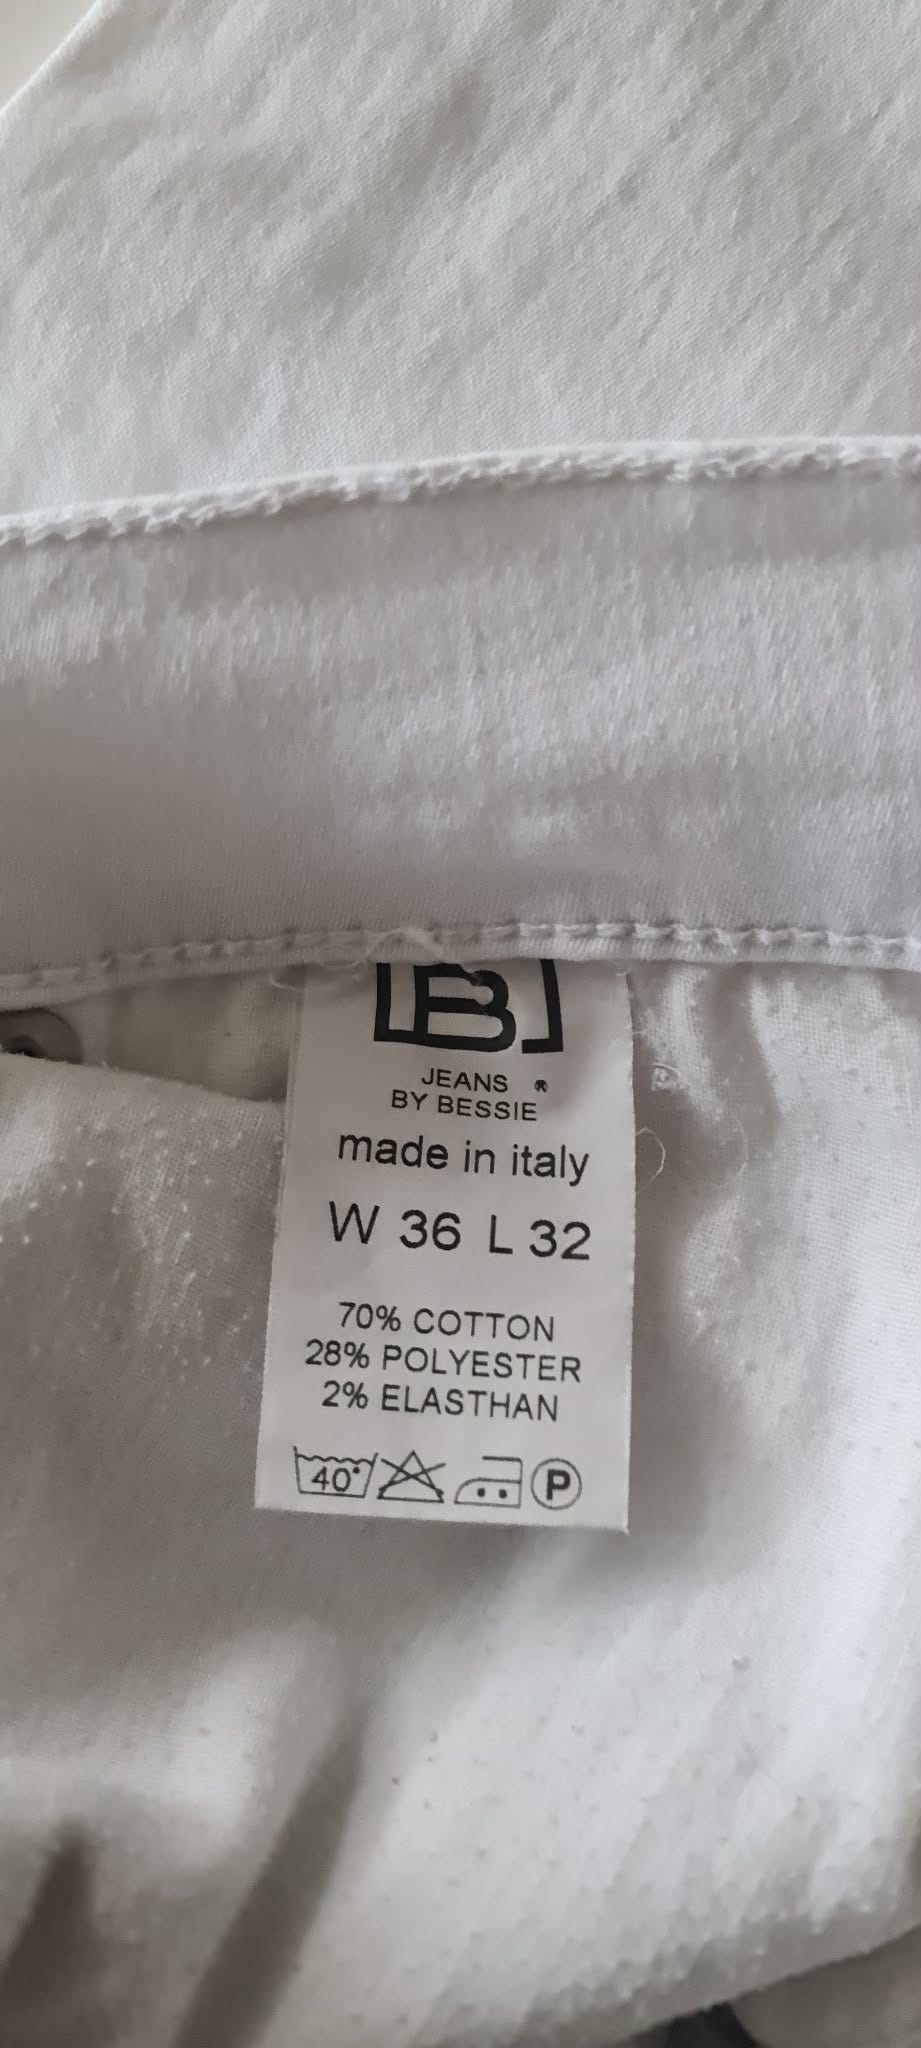 B
JEANS ®
BY BESSIE
made in italy
W 36 L 32
70% COTTON
28% POLYESTER
2% ELASTHAN
40° P